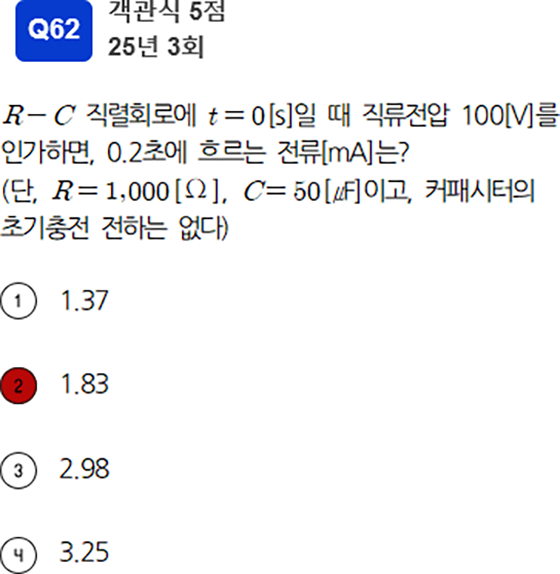 Q62
객관식 5점
25년 3회
R - C 직렬회로에 t = 0[s]일 때 직류전압 100[V]를
인가하면, 0.2초에 흐르는 전류[mA]는?
(단, R = 1,000[Ω], C = 50[㎌]이고, 커패시터의
초기충전 전하는 없다)
1 1.37
2 1.83
3 2.98
4 3.25